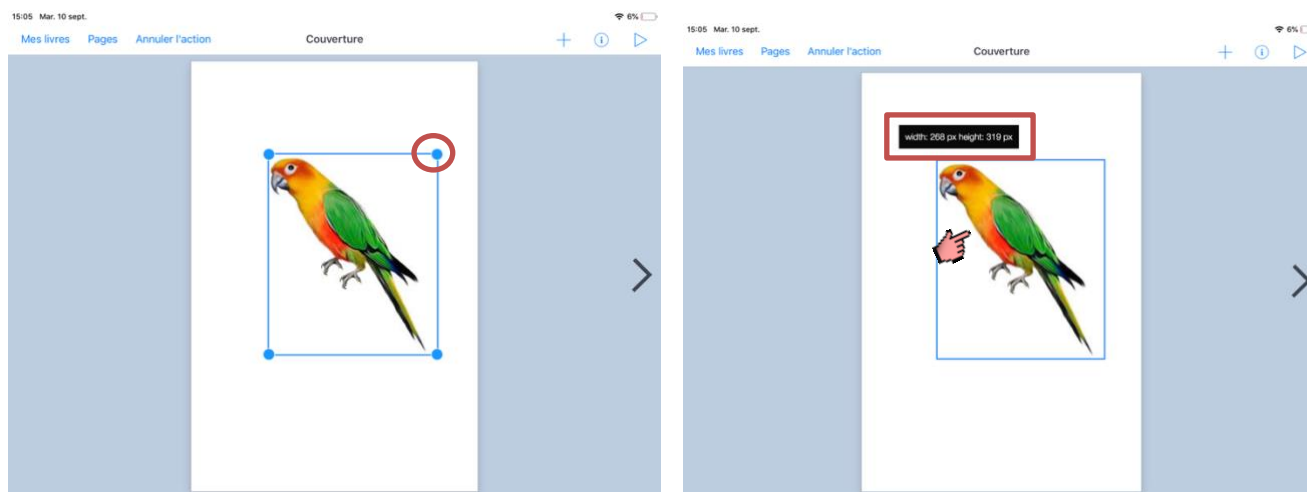 15:05 Mar. 10 sept. 6%
Mes livres Pages Annuler l'action Couverture
15:05 Mar. 10 sept. 6%
Mes livres Pages Annuler l'action Couverture
width: 268 px height: 319 px